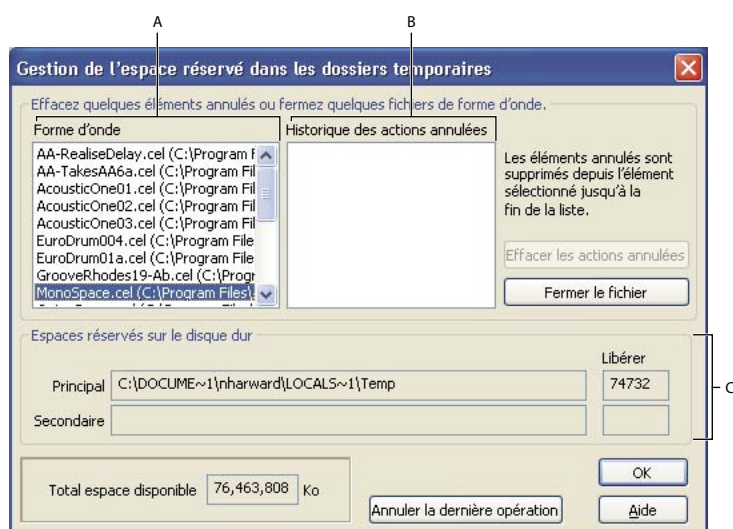 A
B
Gestion de l'espace réservé dans les dossiers temporaires
Effacez quelques éléments annulés ou fermez quelques fichiers de forme d'onde.
Forme d'onde
Historique des actions annulées
AA-RealiseDelay.cel (C:\Program F
AA-TakesAA6a.cel (C:\Program Fil
AcousticOne01.cel (C:\Program Fil
AcousticOne02.cel (C:\Program Fil
AcousticOne03.cel (C:\Program Fil
EuroDrum004.cel (C:\Program File
EuroDrum01a.cel (C:\Program File
GrooveRhodes19-Ab.cel (C:\Progr
MonoSpace.cel (C:\Program Files\
Les éléments annulés sont
supprimés depuis l'élément
sélectionné jusqu'à la
fin de la liste.
Effacer les actions annulées
Fermer le fichier
Espaces réservés sur le disque dur
Libérer
Principal C:\DOCUME~1\nharward\LOCALS~1\Temp 74732
C
Secondaire
Total espace disponible 76,463,808 Ko
OK
Annuler la dernière opération
Aide